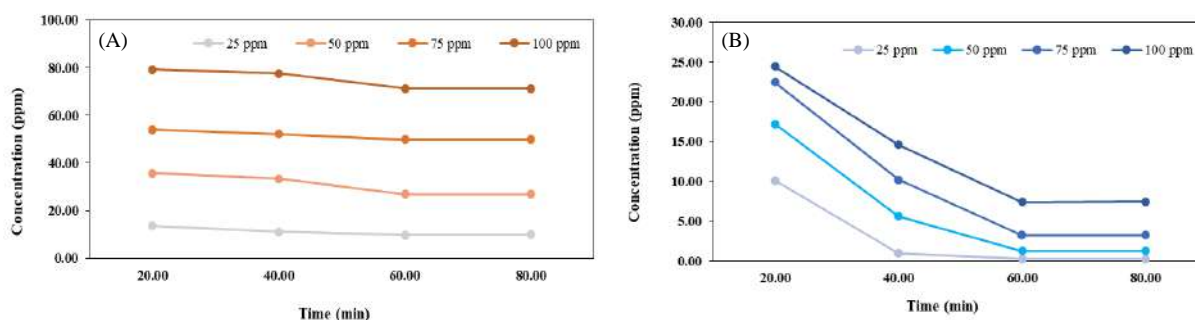 (A)
25 ppm 50 ppm 75 ppm 100 ppm
100.00
80.00
60.00
40.00
20.00
0.00
Concentration (ppm)
20.00 40.00 60.00 80.00
Time (min)
(B)
25 ppm 50 ppm 75 ppm 100 ppm
30.00
25.00
20.00
15.00
10.00
5.00
0.00
Concentration (ppm)
20.00 40.00 60.00 80.00
Time (min)